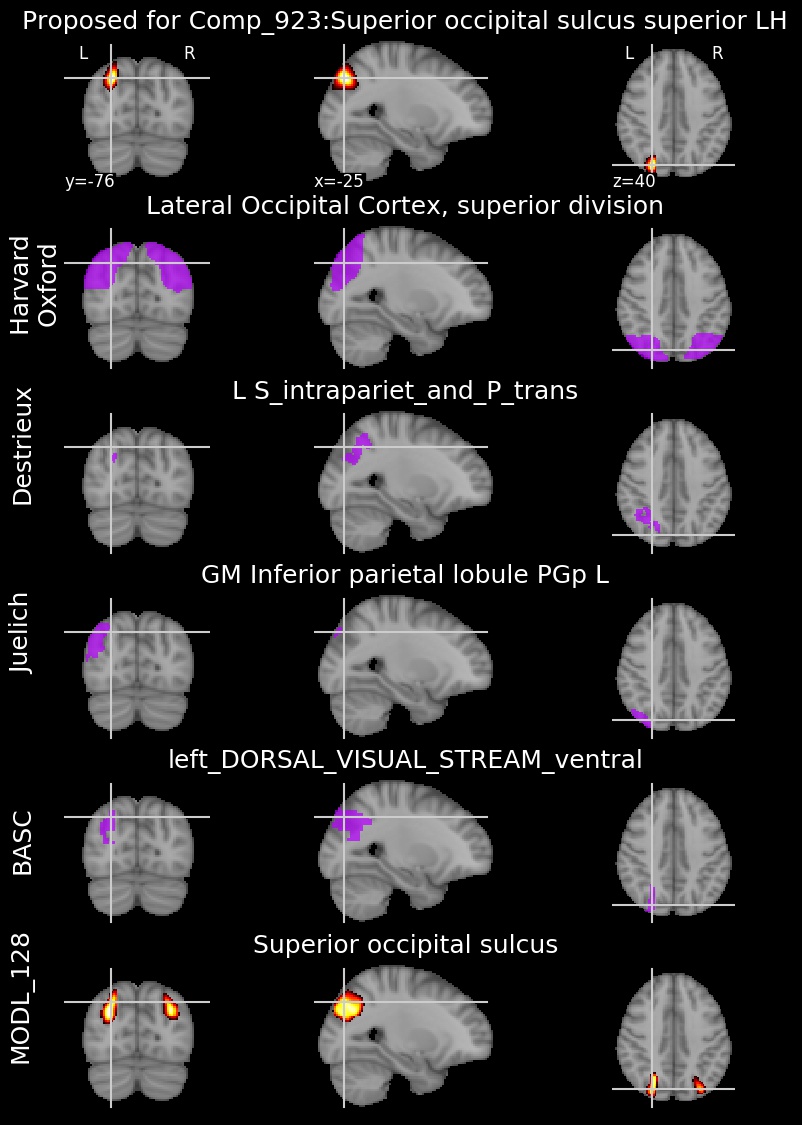 Proposed for Comp_923:Superior occipital sulcus superior LH
L R
L R
y=-76 x=-25 z=40
Lateral Occipital Cortex, superior division
Harvard
Oxford
L S_intrapariet_and_P_trans
Destrieux
GM Inferior parietal lobule PGp L
Juelich
left_DORSAL_VISUAL_STREAM_ventral
BASC
Superior occipital sulcus
MODL_128